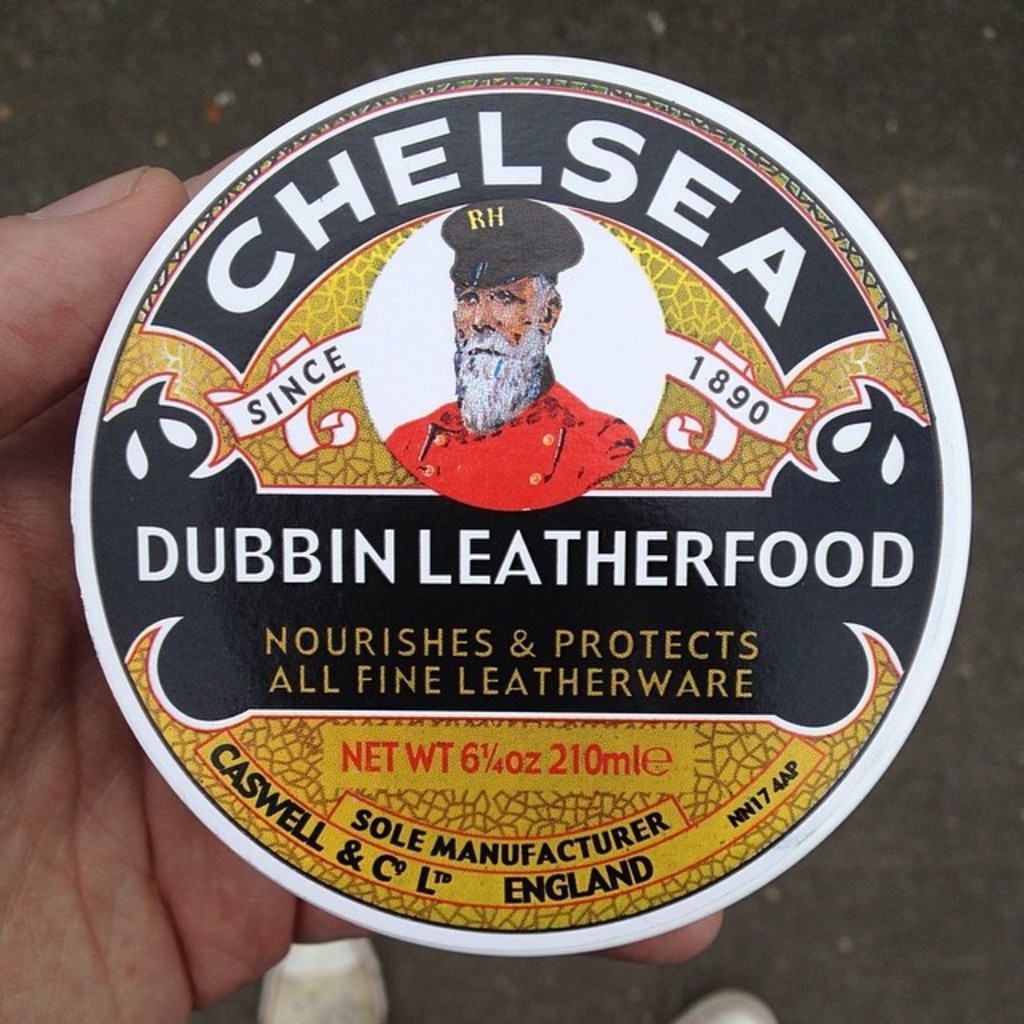 CHELSEA
RH
SINCE 1890
DUBBIN LEATHERFOOD
NOURISHES & PROTECTS
ALL FINE LEATHERWARE
NET WT 6¼oz 210ml℮
SOLE MANUFACTURER
CASWELL & Cº Lᵀᴰ ENGLAND NN17 4AP